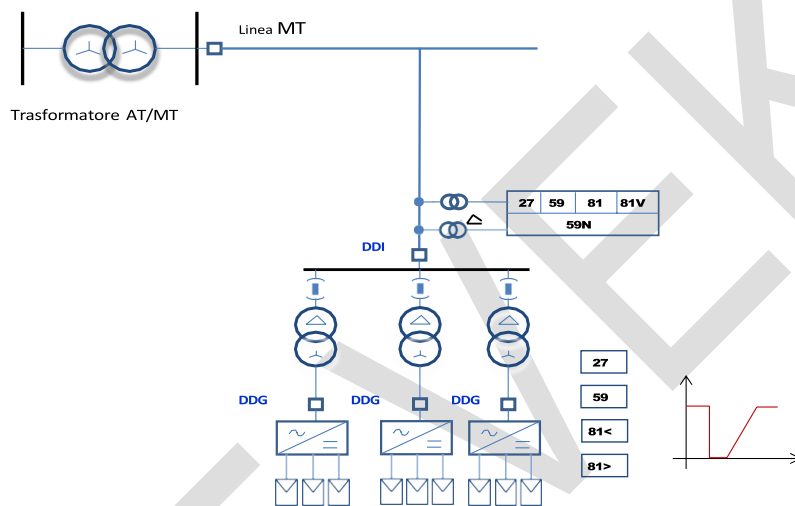 Linea MT
Trasformatore AT/MT
27 59 81 81V
59N
DDI
27
DDG DDG DDG
59
81<
81>